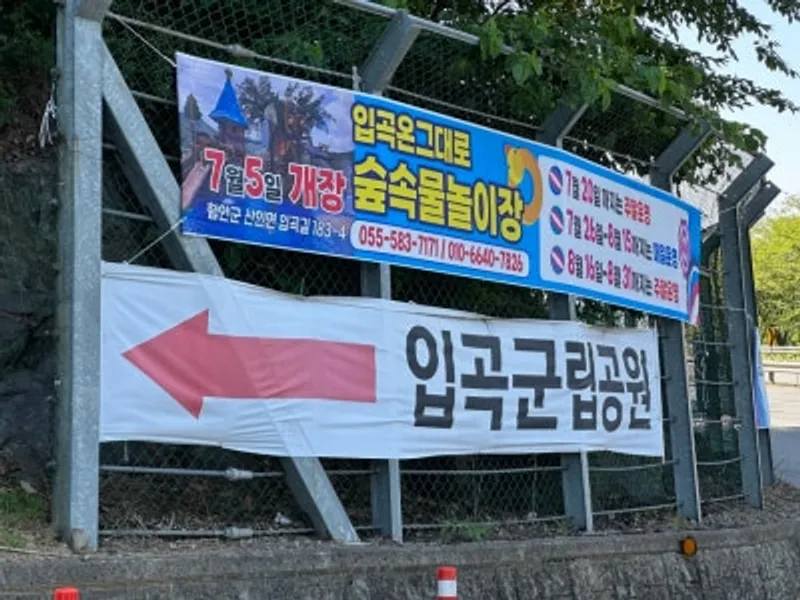 입곡온그대로
숲속물놀이장
7월5일 개장
함안군 산인면 입곡길 183-4
055-583-7171 / 010-6640-7826
7월 20일까지는 주말운영
7월 26일~8월 15까지는 매일운영
8월 16일~8월 31까지는 주말운영
입곡군립공원